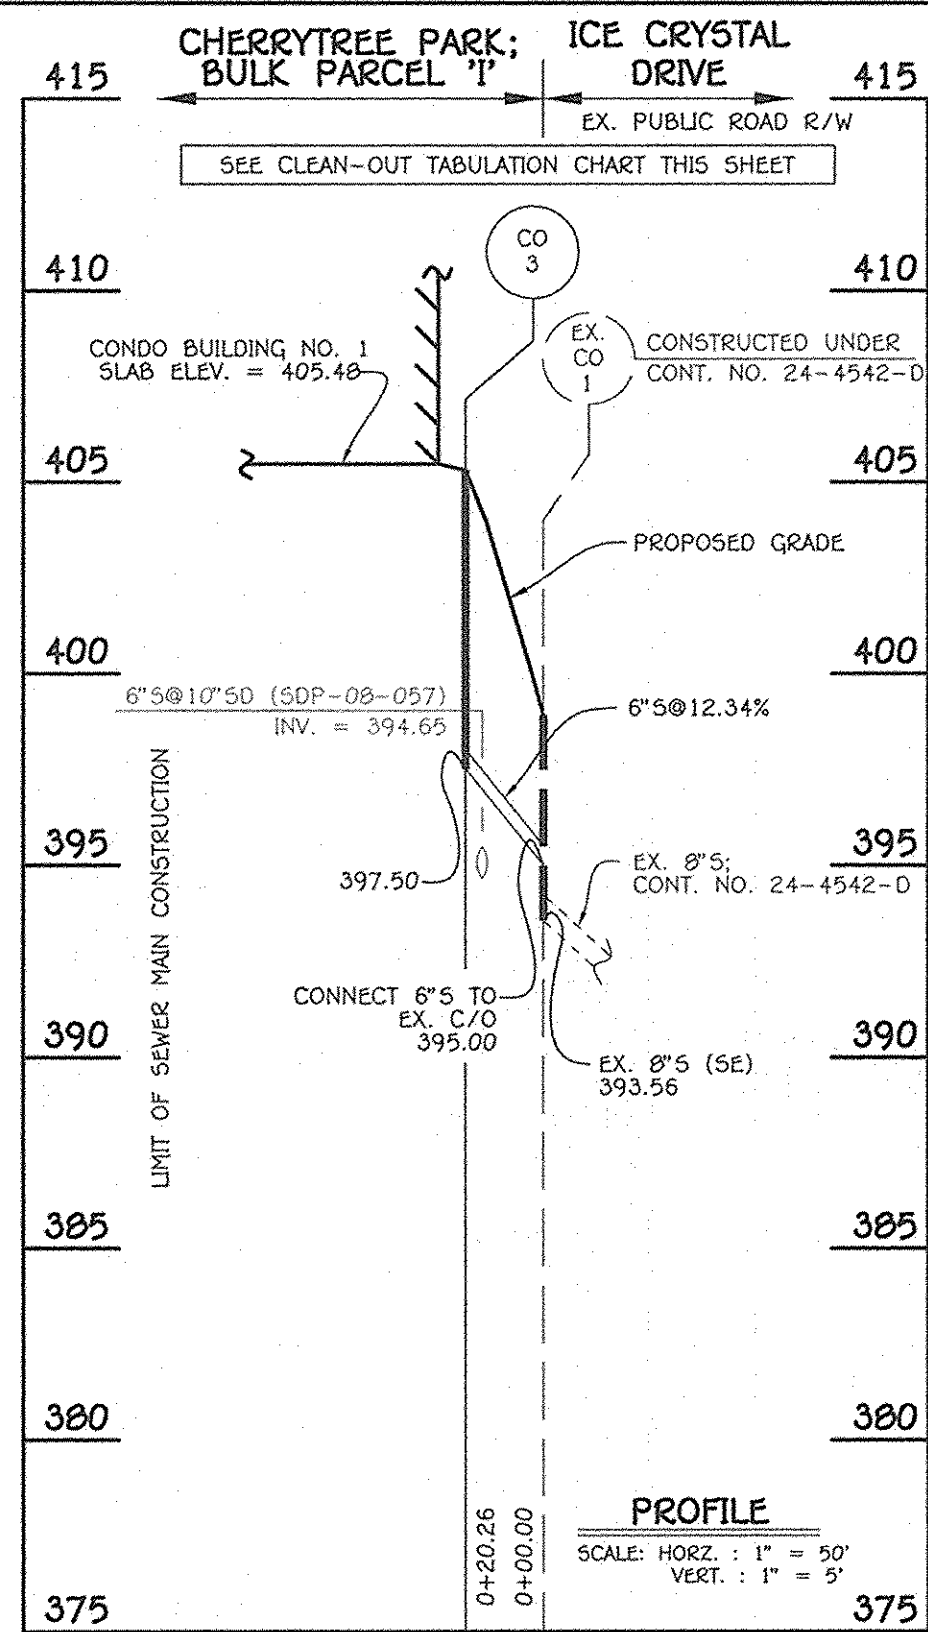 CHERRYTREE PARK;
BULK PARCEL 'I'
ICE CRYSTAL
DRIVE
415
415
EX. PUBLIC ROAD R/W
SEE CLEAN-OUT TABULATION CHART THIS SHEET
CO
3
410
410
CONDO BUILDING NO. 1
SLAB ELEV. = 405.48
EX.
CO
1
CONSTRUCTED UNDER
CONT. NO. 24-4542-D
405
405
PROPOSED GRADE
400
400
6"S@10"SD (SDP-08-057)
INV. = 394.65
6"S@12.34%
LIMIT OF SEWER MAIN CONSTRUCTION
395
395
397.50
EX. 8"S;
CONT. NO. 24-4542-D
CONNECT 6"S TO
EX. C/O
395.00
390
390
EX. 8"S (SE)
393.56
385
385
380
380
0+20.26
0+00.00
PROFILE
SCALE: HORZ. : 1" = 50'
VERT. : 1" = 5'
375
375